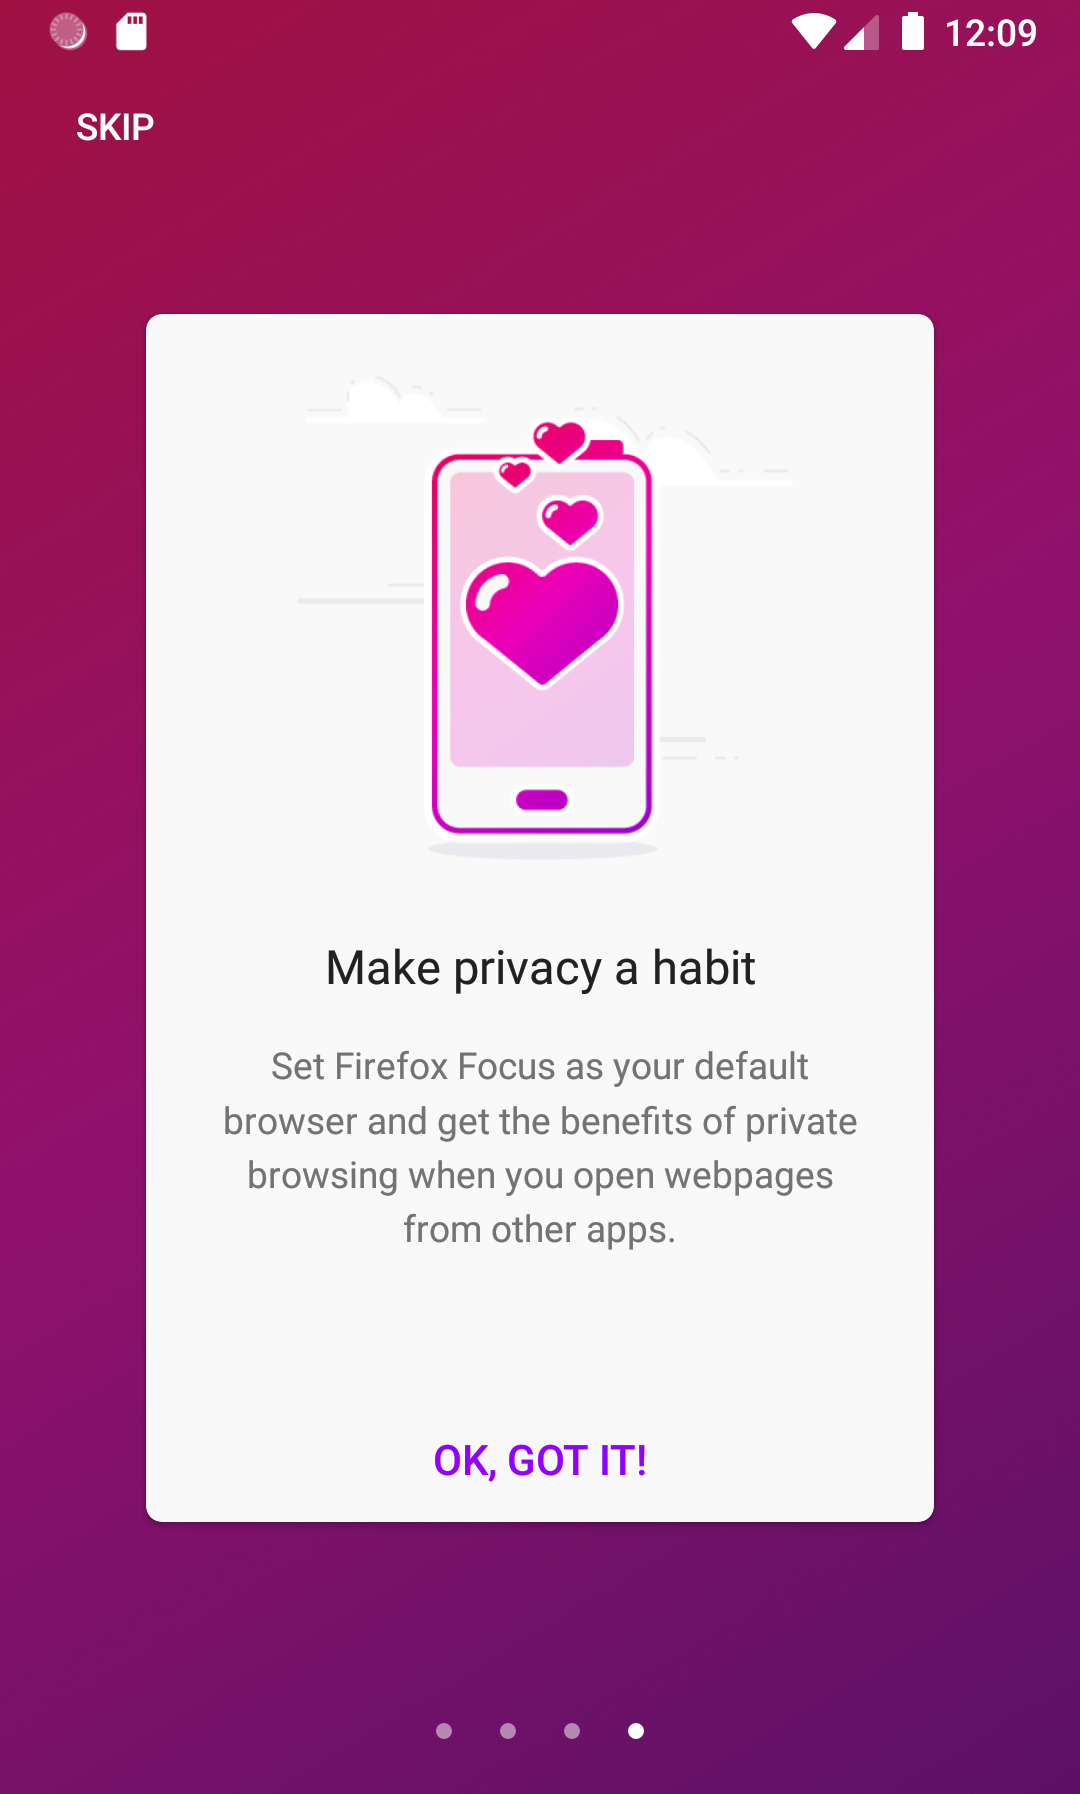 12:09
SKIP
Make privacy a habit
Set Firefox Focus as your default
browser and get the benefits of private
browsing when you open webpages
from other apps.
OK, GOT IT!